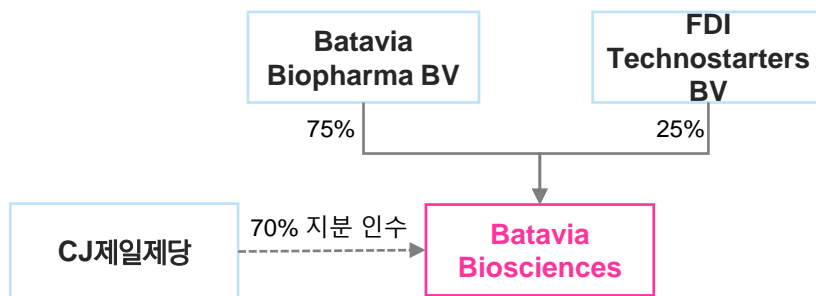 Batavia
Biopharma BV
FDI
Technostarters
BV
75%
25%
70% 지분 인수
CJ제일제당
Batavia
Biosciences